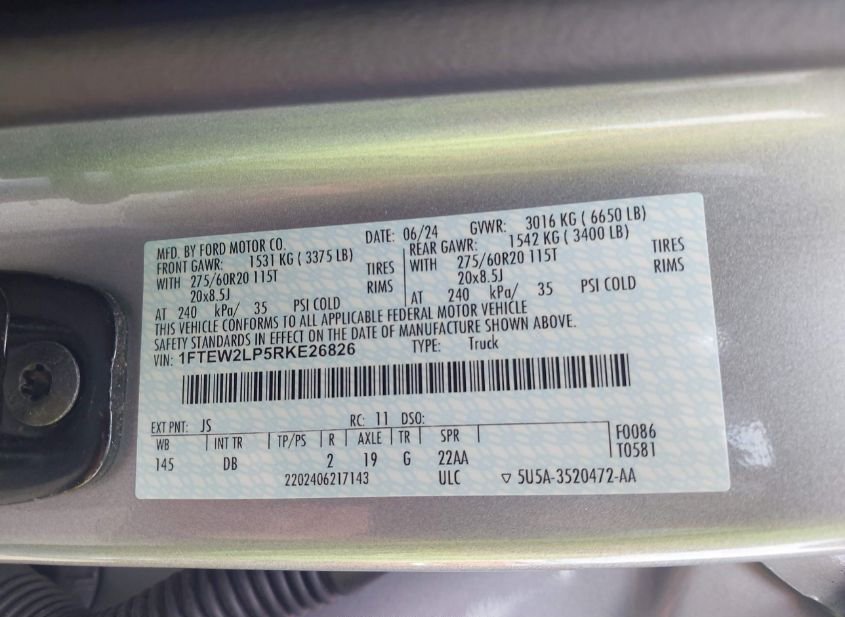 MFD. BY FORD MOTOR CO. DATE: 06/24 GVWR: 3016 KG ( 6650 LB)
FRONT GAWR: 1531 KG ( 3375 LB) REAR GAWR: 1542 KG ( 3400 LB)
WITH 275/60R20 115T TIRES WITH 275/60R20 115T TIRES
20x8.5J RIMS 20x8.5J RIMS
AT 240 kPa/ 35 PSI COLD AT 240 kPa/ 35 PSI COLD
THIS VEHICLE CONFORMS TO ALL APPLICABLE FEDERAL MOTOR VEHICLE
SAFETY STANDARDS IN EFFECT ON THE DATE OF MANUFACTURE SHOWN ABOVE.
VIN: 1FTEW2LP5RKE26826 TYPE: Truck
EXT PNT: JS RC: 11 DSO:
WB INT TR TP/PS R AXLE TR SPR F0086
145 DB 2 19 G 22AA T0581
2202406217143 ULC ▽ 5U5A-3520472-AA